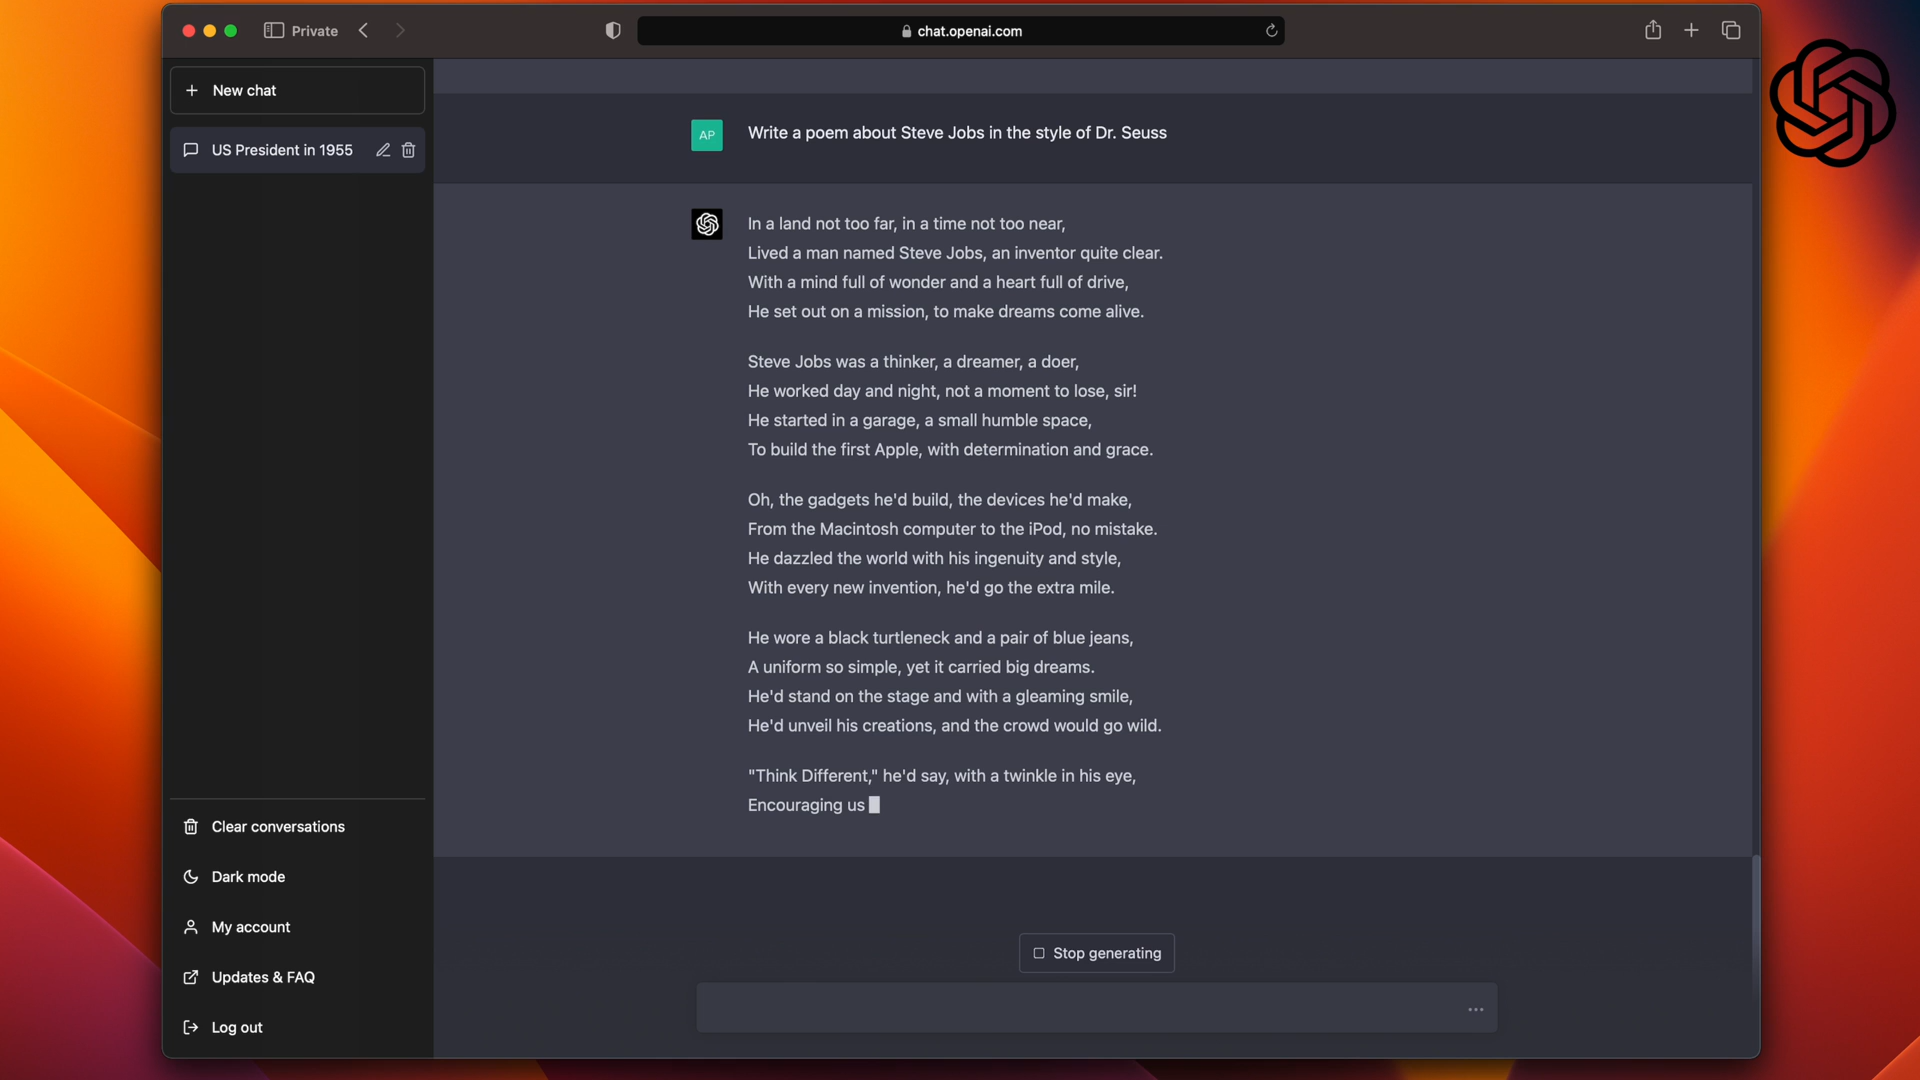 Private
chat.openai.com
New chat
US President in 1955
AP
Write a poem about Steve Jobs in the style of Dr. Seuss
In a land not too far, in a time not too near,
Lived a man named Steve Jobs, an inventor quite clear.
With a mind full of wonder and a heart full of drive,
He set out on a mission, to make dreams come alive.
Steve Jobs was a thinker, a dreamer, a doer,
He worked day and night, not a moment to lose, sir!
He started in a garage, a small humble space,
To build the first Apple, with determination and grace.
Oh, the gadgets he'd build, the devices he'd make,
From the Macintosh computer to the iPod, no mistake.
He dazzled the world with his ingenuity and style,
With every new invention, he'd go the extra mile.
He wore a black turtleneck and a pair of blue jeans,
A uniform so simple, yet it carried big dreams.
He'd stand on the stage and with a gleaming smile,
He'd unveil his creations, and the crowd would go wild.
"Think Different," he'd say, with a twinkle in his eye,
Encouraging us
Clear conversations
Dark mode
My account
Updates & FAQ
Log out
Stop generating